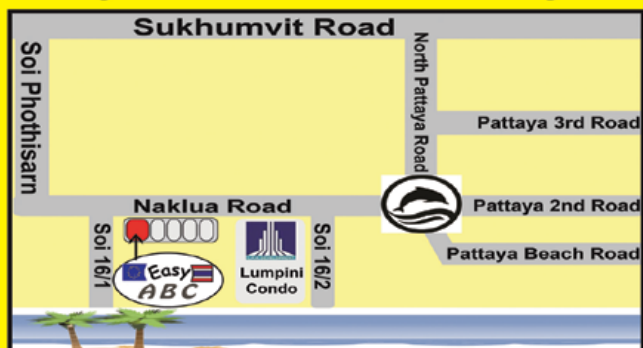 Sukhumvit Road
Soi Phothisarn
North Pattaya Road
Pattaya 3rd Road
Naklua Road
Pattaya 2nd Road
Pattaya Beach Road
Soi 16/1
Easy
ABC
Lumpini
Condo
Soi 16/2